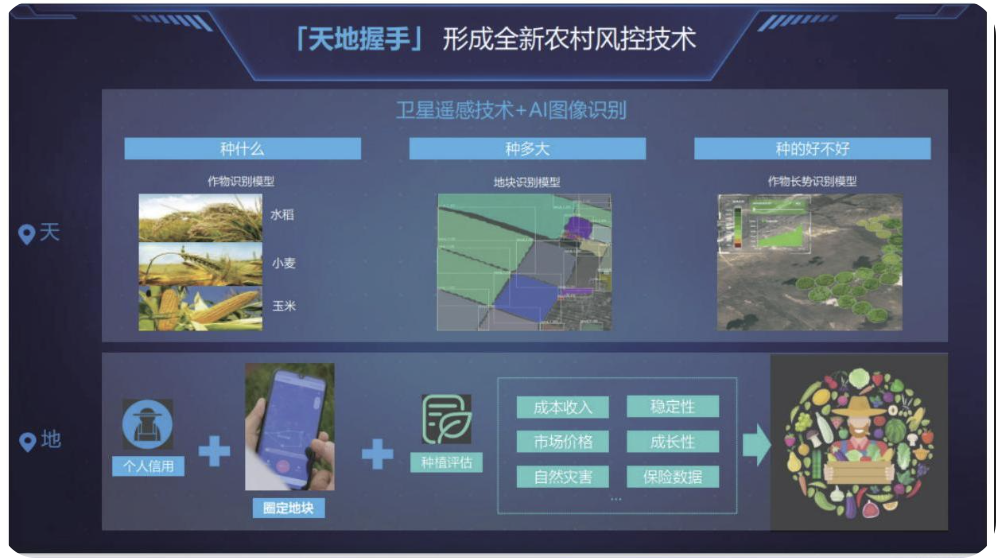 「天地握手」 形成全新农村风控技术
卫星遥感技术+AI图像识别
种什么
种多大
种的好不好
作物识别模型
地块识别模型
作物长势识别模型
水稻
小麦
玉米
天
地
个人信用
圈定地块
种植评估
成本收入
稳定性
市场价格
成长性
自然灾害
保险数据
...